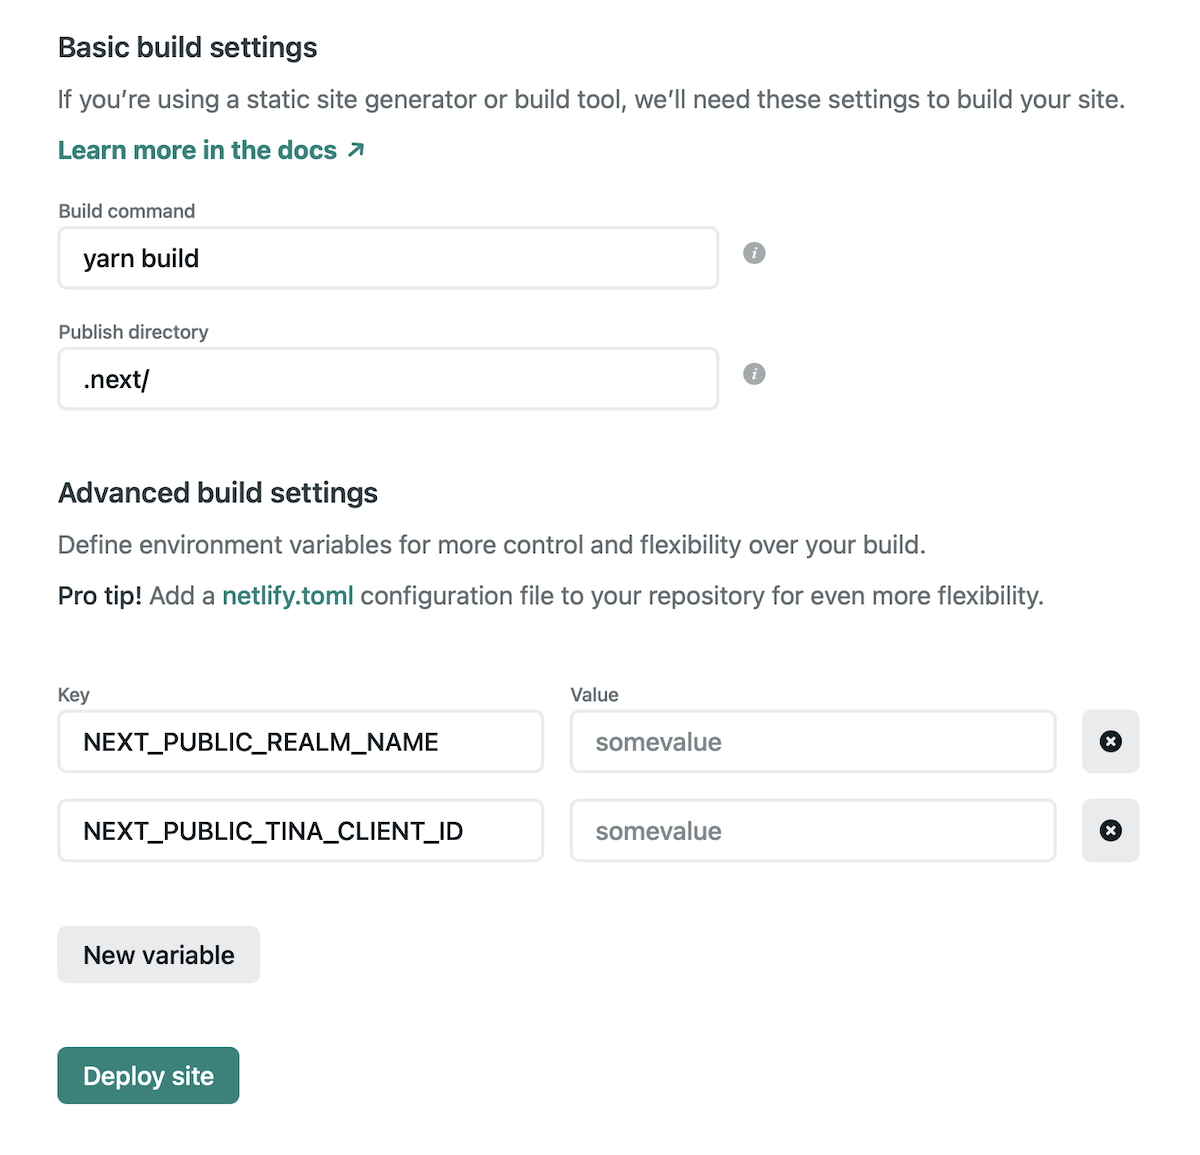 Basic build settings
If you’re using a static site generator or build tool, we’ll need these settings to build your site.
Learn more in the docs ↗
Build command
yarn build
Publish directory
.next/
Advanced build settings
Define environment variables for more control and flexibility over your build.
Pro tip! Add a netlify.toml configuration file to your repository for even more flexibility.
Key Value
NEXT_PUBLIC_REALM_NAME somevalue
NEXT_PUBLIC_TINA_CLIENT_ID somevalue
New variable
Deploy site